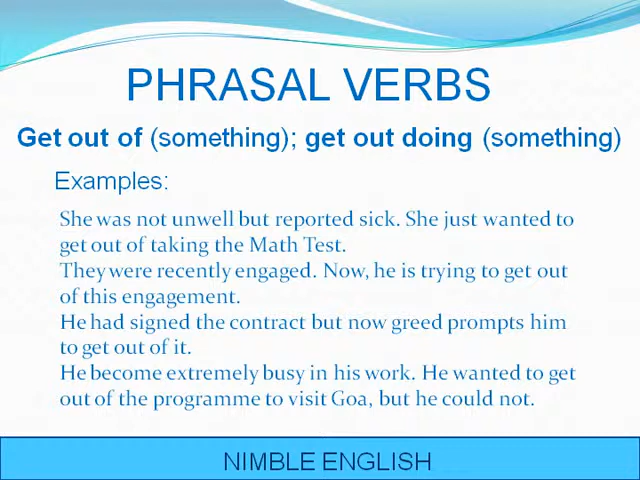 PHRASAL VERBS
Get out of (something); get out doing (something)
Examples:
She was not unwell but reported sick. She just wanted to
get out of taking the Math Test.
They were recently engaged. Now, he is trying to get out
of this engagement.
He had signed the contract but now greed prompts him
to get out of it.
He become extremely busy in his work. He wanted to get
out of the programme to visit Goa, but he could not.
NIMBLE ENGLISH